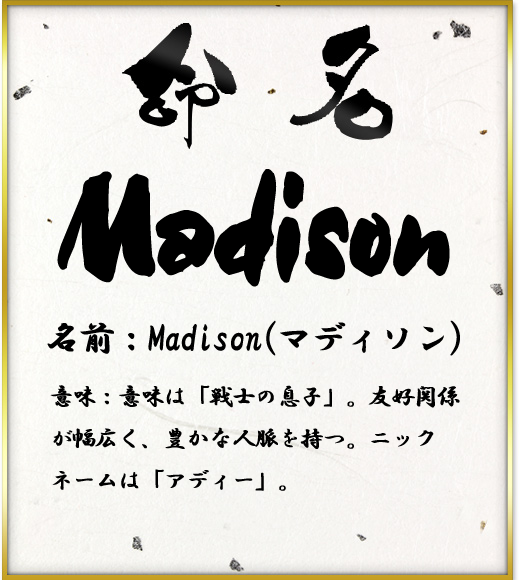 命名
Madison
名前：Madison(マディソン)
意味：意味は「戦士の息子」。友好関係
が幅広く、豊かな人脈を持つ。ニック
ネームは「アディー」。